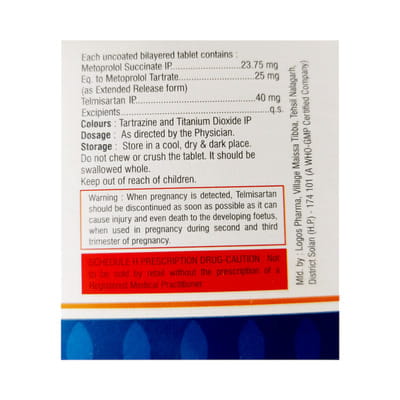 Each uncoated bilayered tablet contains :
Metoprolol Succinate IP..................23.75 mg
Eq. to Metoprolol Tartrate..................25 mg
(as Extended Release form)
Telmisartan IP..................40 mg
Excipients..................q.s.
Colours : Tartrazine and Titanium Dioxide IP
Dosage : As directed by the Physician.
Storage : Store in a cool, dry & dark place.
Do not chew or crush the tablet. It should be
swallowed whole.
Keep out of reach of children.
Warning : When pregnancy is detected, Telmisartan
should be discontinued as soon as possible as it can
cause injury and even death to the developing foetus,
when used in pregnancy during second and third
trimester of pregnancy.
SCHEDULE H PRESCRIPTION DRUG-CAUTION : Not
to be sold by retail without the prescription of a
Registered Medical Practitioner.
Mfd. by : Logos Pharma, Village Maissa Tibba, Tehsil Nalagarh,
District Solan (H.P.) - 174 101 (A WHO-GMP Certified Company)